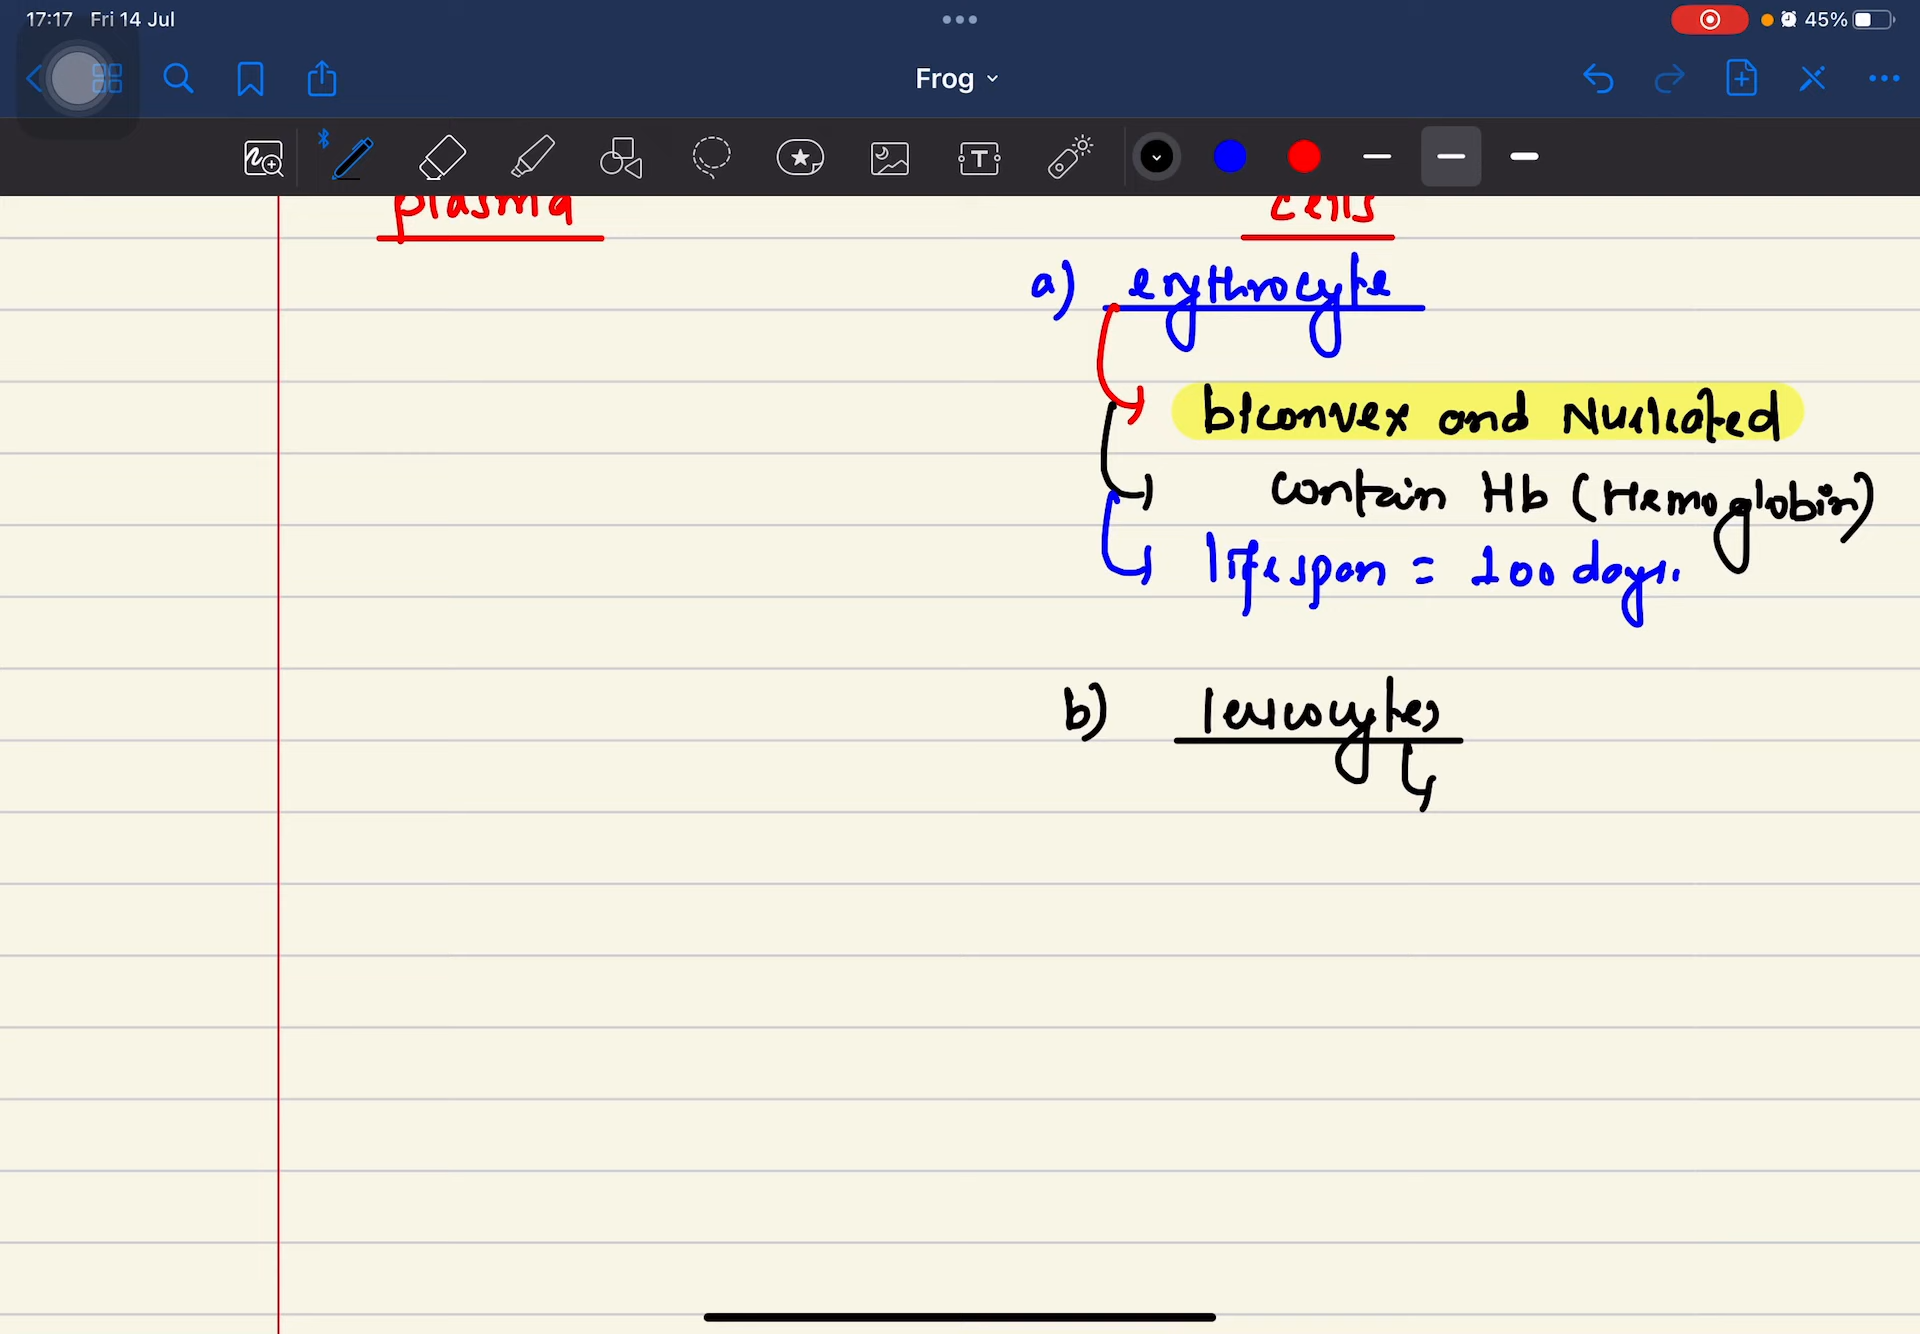 17:17 Fri 14 Jul
45%
Frog
T
plasma
cells
a) erythrocyte
biconvex and Nucleated
contain Hb (Hemoglobin)
lifespan = 100 days.
b) leucocytes